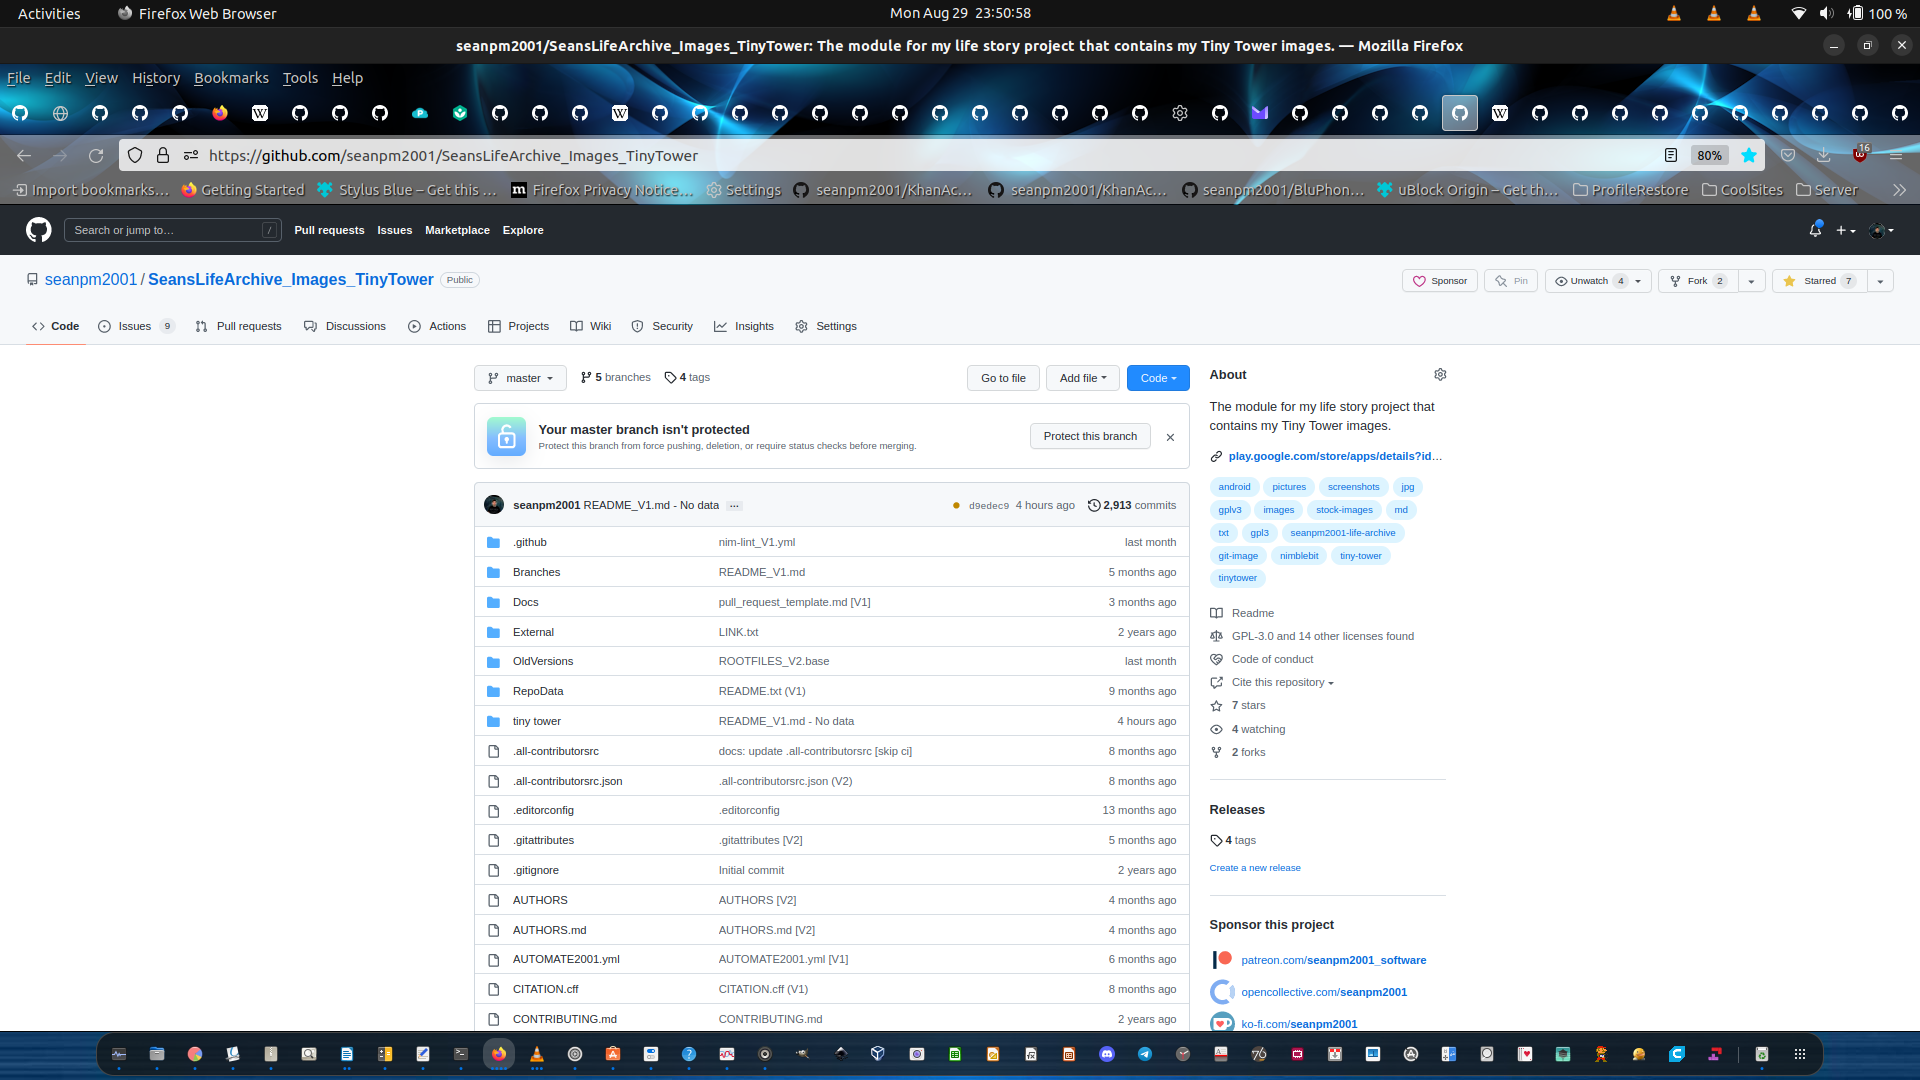 Activities Firefox Web Browser Mon Aug 29 23:50:58 100 %
seanpm2001/SeansLifeArchive_Images_TinyTower: The module for my life story project that contains my Tiny Tower images. — Mozilla Firefox
File Edit View History Bookmarks Tools Help
https://github.com/seanpm2001/SeansLifeArchive_Images_TinyTower 80% 16
Import bookmarks… Getting Started Stylus Blue – Get this … Firefox Privacy Notice… Settings seanpm2001/KhanAc… seanpm2001/KhanAc… seanpm2001/BluPhon… uBlock Origin – Get th… ProfileRestore CoolSites Server
Search or jump to… / Pull requests Issues Marketplace Explore
seanpm2001 / SeansLifeArchive_Images_TinyTower Public Sponsor Pin Unwatch 4 Fork 2 Starred 7
Code Issues 9 Pull requests Discussions Actions Projects Wiki Security Insights Settings
master 5 branches 4 tags Go to file Add file Code
Your master branch isn't protected
Protect this branch from force pushing, deletion, or require status checks before merging.
Protect this branch
seanpm2001 README_V1.md - No data … d9edec9 4 hours ago 2,913 commits
.github nim-lint_V1.yml last month
Branches README_V1.md 5 months ago
Docs pull_request_template.md [V1] 3 months ago
External LINK.txt 2 years ago
OldVersions ROOTFILES_V2.base last month
RepoData README.txt (V1) 9 months ago
tiny tower README_V1.md - No data 4 hours ago
.all-contributorsrc docs: update .all-contributorsrc [skip ci] 8 months ago
.all-contributorsrc.json .all-contributorsrc.json (V2) 8 months ago
.editorconfig .editorconfig 13 months ago
.gitattributes .gitattributes [V2] 5 months ago
.gitignore Initial commit 2 years ago
AUTHORS AUTHORS [V2] 4 months ago
AUTHORS.md AUTHORS.md [V2] 4 months ago
AUTOMATE2001.yml AUTOMATE2001.yml [V1] 6 months ago
CITATION.cff CITATION.cff (V1) 8 months ago
CONTRIBUTING.md CONTRIBUTING.md 2 years ago
About
The module for my life story project that
contains my Tiny Tower images.
play.google.com/store/apps/details?id…
android pictures screenshots jpg
gplv3 images stock-images md
txt gpl3 seanpm2001-life-archive
git-image nimblebit tiny-tower
tinytower
Readme
GPL-3.0 and 14 other licenses found
Code of conduct
Cite this repository
7 stars
4 watching
2 forks
Releases
4 tags
Create a new release
Sponsor this project
patreon.com/seanpm2001_software
opencollective.com/seanpm2001
ko-fi.com/seanpm2001